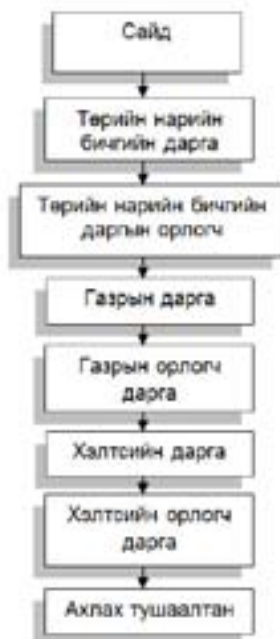 Сайд
Төрийн нарийн
бичгийн дарга
Төрийн нарийн бичгийн
даргын орлогч
Газрын дарга
Газрын орлогч
дарга
Хэлтсийн дарга
Хэлтсийн орлогч
дарга
Ахлах тушаалтан